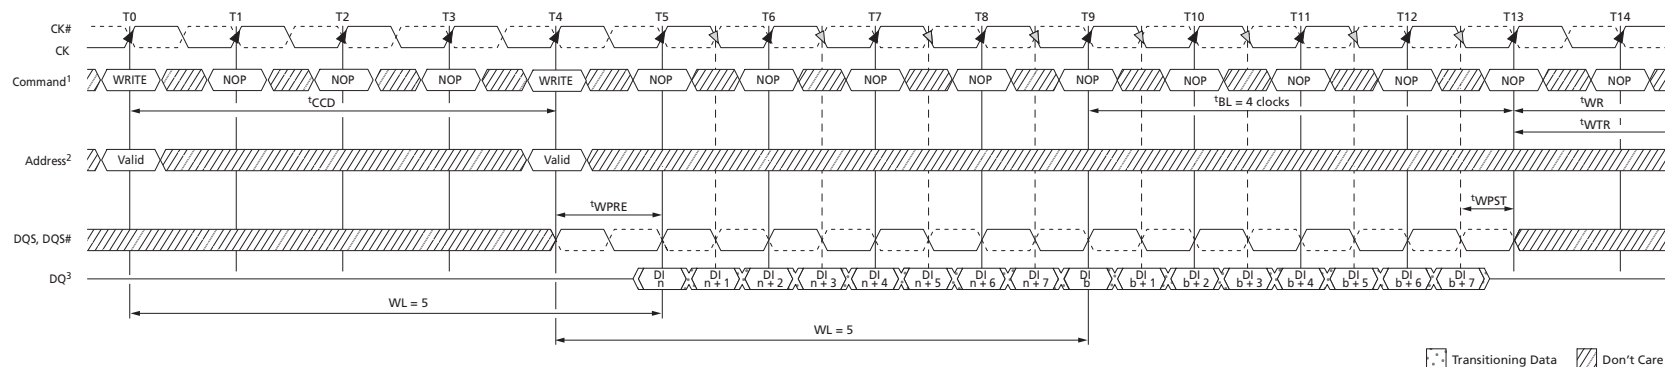 T0 T1 T2 T3 T4 T5 T6 T7 T8 T9 T10 T11 T12 T13 T14
CK#
CK
Command1 WRITE NOP NOP NOP WRITE NOP NOP NOP NOP NOP NOP NOP NOP NOP NOP
tCCD tBL = 4 clocks tWR
tWTR
Address2 Valid Valid
tWPRE tWPST
DQS, DQS#
DQ3 DI n DI n + 1 DI n + 2 DI n + 3 DI n + 4 DI n + 5 DI n + 6 DI n + 7 DI b DI b + 1 DI b + 2 DI b + 3 DI b + 4 DI b + 5 DI b + 6 DI b + 7
WL = 5
WL = 5
Transitioning Data Don't Care